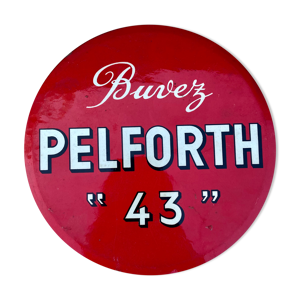 Buvez
PELFORTH
“ 43 ”